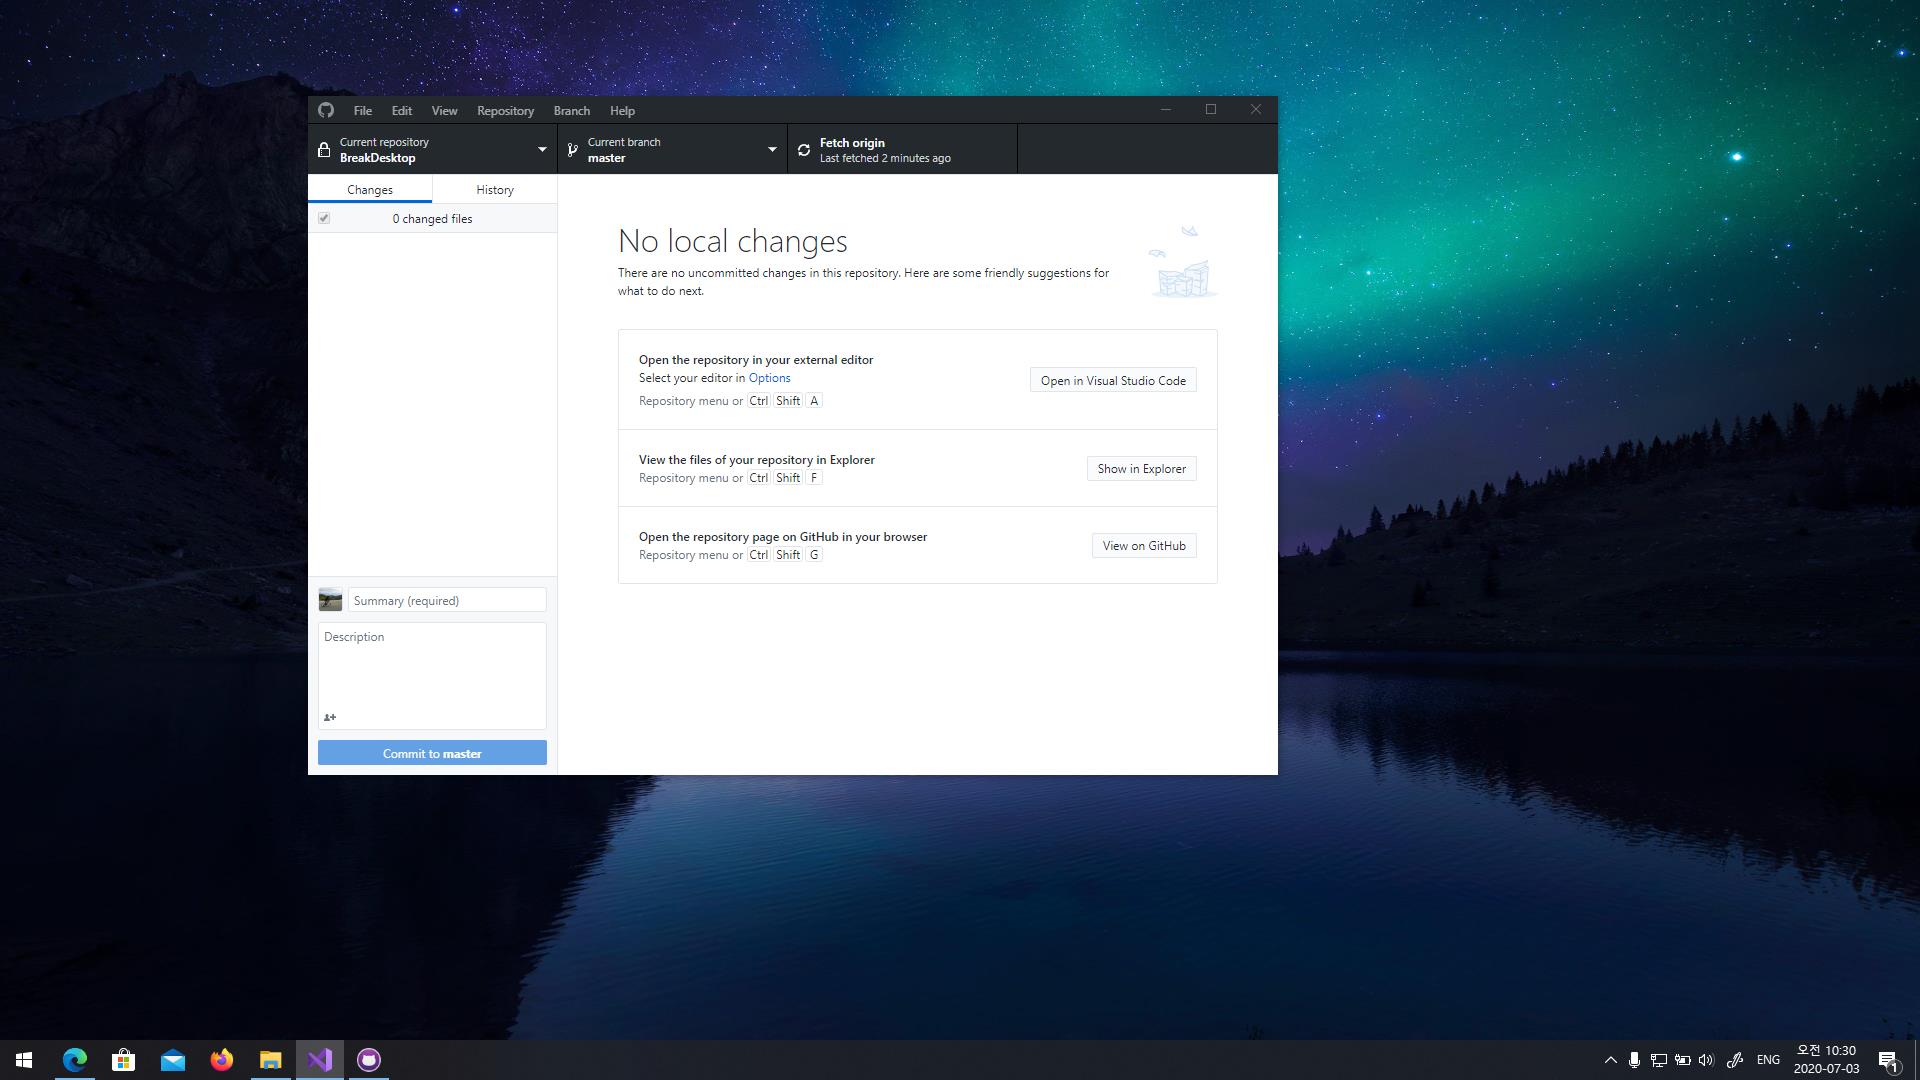 File Edit View Repository Branch Help
Current repository
BreakDesktop
Current branch
master
Fetch origin
Last fetched 2 minutes ago
Changes
History
0 changed files
No local changes
There are no uncommitted changes in this repository. Here are some friendly suggestions for
what to do next.
Open the repository in your external editor
Select your editor in Options
Repository menu or Ctrl Shift A
Open in Visual Studio Code
View the files of your repository in Explorer
Repository menu or Ctrl Shift F
Show in Explorer
Open the repository page on GitHub in your browser
Repository menu or Ctrl Shift G
View on GitHub
Summary (required)
Description
Commit to master
ENG
오전 10:30
2020-07-03
1